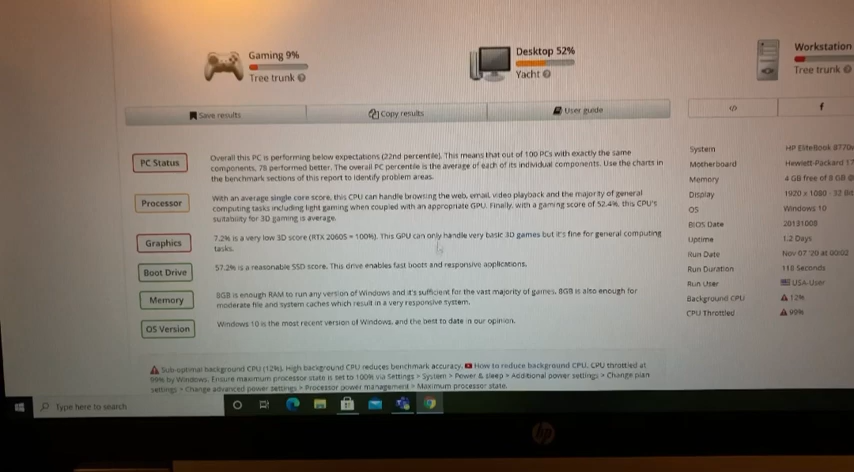 Gaming 9%
Tree trunk
Desktop 52%
Yacht
Workstation
Tree trunk
Save results
Copy results
User guide
</>
f
PC Status
Overall this PC is performing below expectations (22nd percentile). This means that out of 100 PCs with exactly the same
components, 78 performed better. The overall PC percentile is the average of each of its individual components. Use the charts in
the benchmark sections of this report to identify problem areas.
Processor
With an average single core score, this CPU can handle browsing the web, email, video playback and the majority of general
computing tasks including light gaming when coupled with an appropriate GPU. Finally, with a gaming score of 52.4%, this CPU's
suitability for 3D gaming is average.
Graphics
7.2% is a very low 3D score (RTX 2060S = 100%). This GPU can only handle very basic 3D games but it's fine for general computing
tasks.
Boot Drive
57.2% is a reasonable SSD score. This drive enables fast boots and responsive applications.
Memory
8GB is enough RAM to run any version of Windows and it's sufficient for the vast majority of games. 8GB is also enough for
moderate file and system caches which result in a very responsive system.
OS Version
Windows 10 is the most recent version of Windows, and the best to date in our opinion.
System HP EliteBook 8770
Motherboard Hewlett-Packard 17
Memory 4 GB free of 8 GB
Display 1920 x 1080 - 32 Bit
OS Windows 10
BIOS Date 20131008
Uptime 1.2 Days
Run Date Nov 07 '20 at
Run Duration 118 Seconds
Run User USA-User
Background CPU 12%
CPU Throttled 99%
Sub-optimal background CPU (12%). High background CPU reduces benchmark accuracy. How to reduce background CPU. CPU throttled at
99% by Windows. Ensure maximum processor state is set to 100% via Settings > System > Power & sleep > Additional power settings > Change plan
settings > Change advanced power settings > Processor power management > Maximum processor state.
Type here to search
hp